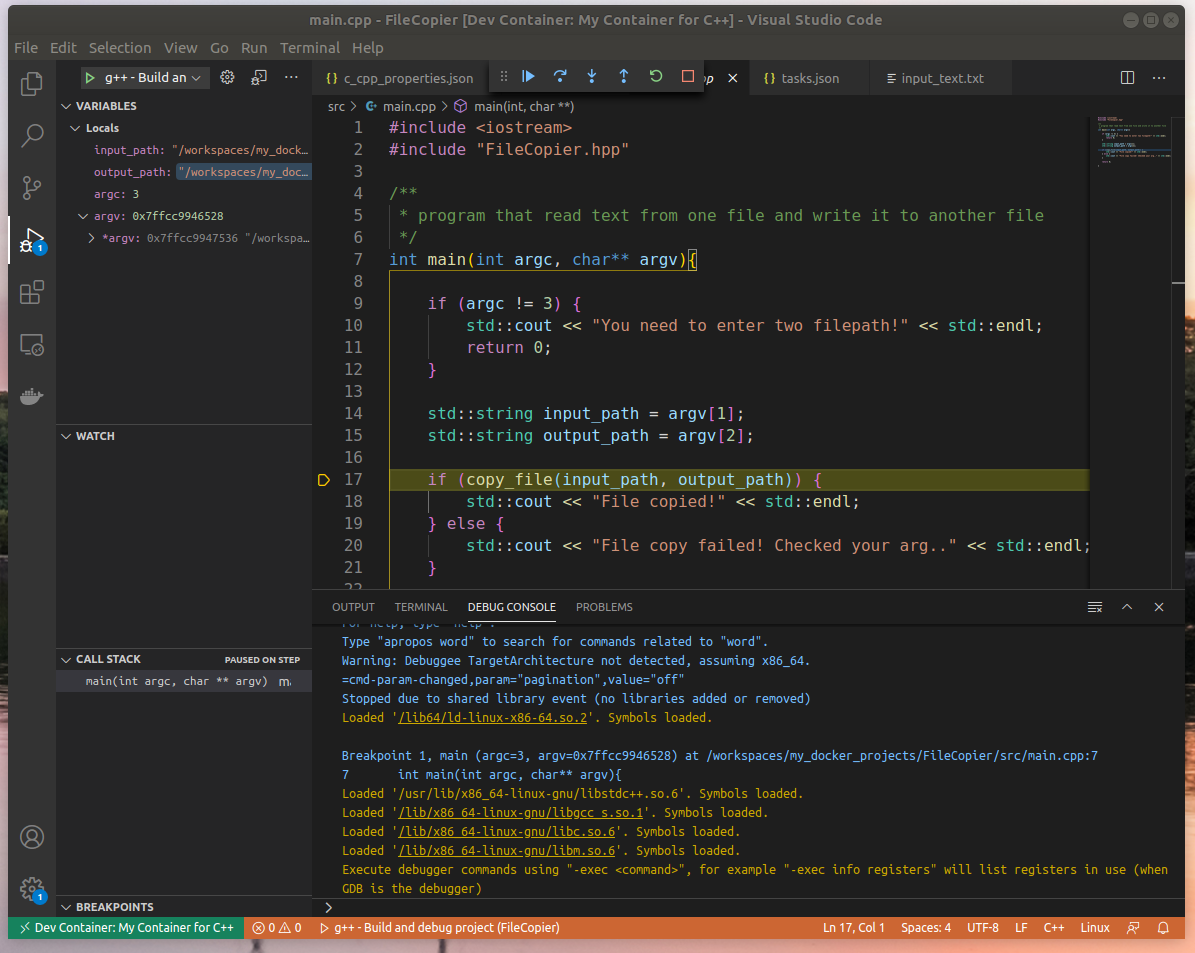 main.cpp - FileCopier [Dev Container: My Container for C++] - Visual Studio Code
File Edit Selection View Go Run Terminal Help
g++ - Build an
c_cpp_properties.json
tasks.json
input_text.txt
VARIABLES
Locals
input_path: "/workspaces/my_dock…
output_path: "/workspaces/my_doc…
argc: 3
argv: 0x7ffcc9946528
*argv: 0x7ffcc9947536 "/workspa…
WATCH
CALL STACK PAUSED ON STEP
main(int argc, char ** argv)
BREAKPOINTS
src > main.cpp > main(int, char **)
1 #include <iostream>
2 #include "FileCopier.hpp"
3
4 /**
5 * program that read text from one file and write it to another file
6 */
7 int main(int argc, char** argv){
8
9 if (argc != 3) {
10 std::cout << "You need to enter two filepath!" << std::endl;
11 return 0;
12 }
13
14 std::string input_path = argv[1];
15 std::string output_path = argv[2];
16
17 if (copy_file(input_path, output_path)) {
18 std::cout << "File copied!" << std::endl;
19 } else {
20 std::cout << "File copy failed! Checked your arg.." << std::endl;
21 }
22
OUTPUT TERMINAL DEBUG CONSOLE PROBLEMS
For help, type "help".
Type "apropos word" to search for commands related to "word".
Warning: Debuggee TargetArchitecture not detected, assuming x86_64.
=cmd-param-changed,param="pagination",value="off"
Stopped due to shared library event (no libraries added or removed)
Loaded '/lib64/ld-linux-x86-64.so.2'. Symbols loaded.
Breakpoint 1, main (argc=3, argv=0x7ffcc9946528) at /workspaces/my_docker_projects/FileCopier/src/main.cpp:7
7 int main(int argc, char** argv){
Loaded '/usr/lib/x86_64-linux-gnu/libstdc++.so.6'. Symbols loaded.
Loaded '/lib/x86_64-linux-gnu/libgcc_s.so.1'. Symbols loaded.
Loaded '/lib/x86_64-linux-gnu/libc.so.6'. Symbols loaded.
Loaded '/lib/x86_64-linux-gnu/libm.so.6'. Symbols loaded.
Execute debugger commands using "-exec <command>", for example "-exec info registers" will list registers in use (when
GDB is the debugger)
1
1
Dev Container: My Container for C++ 0 0 g++ - Build and debug project (FileCopier) Ln 17, Col 1 Spaces: 4 UTF-8 LF C++ Linux